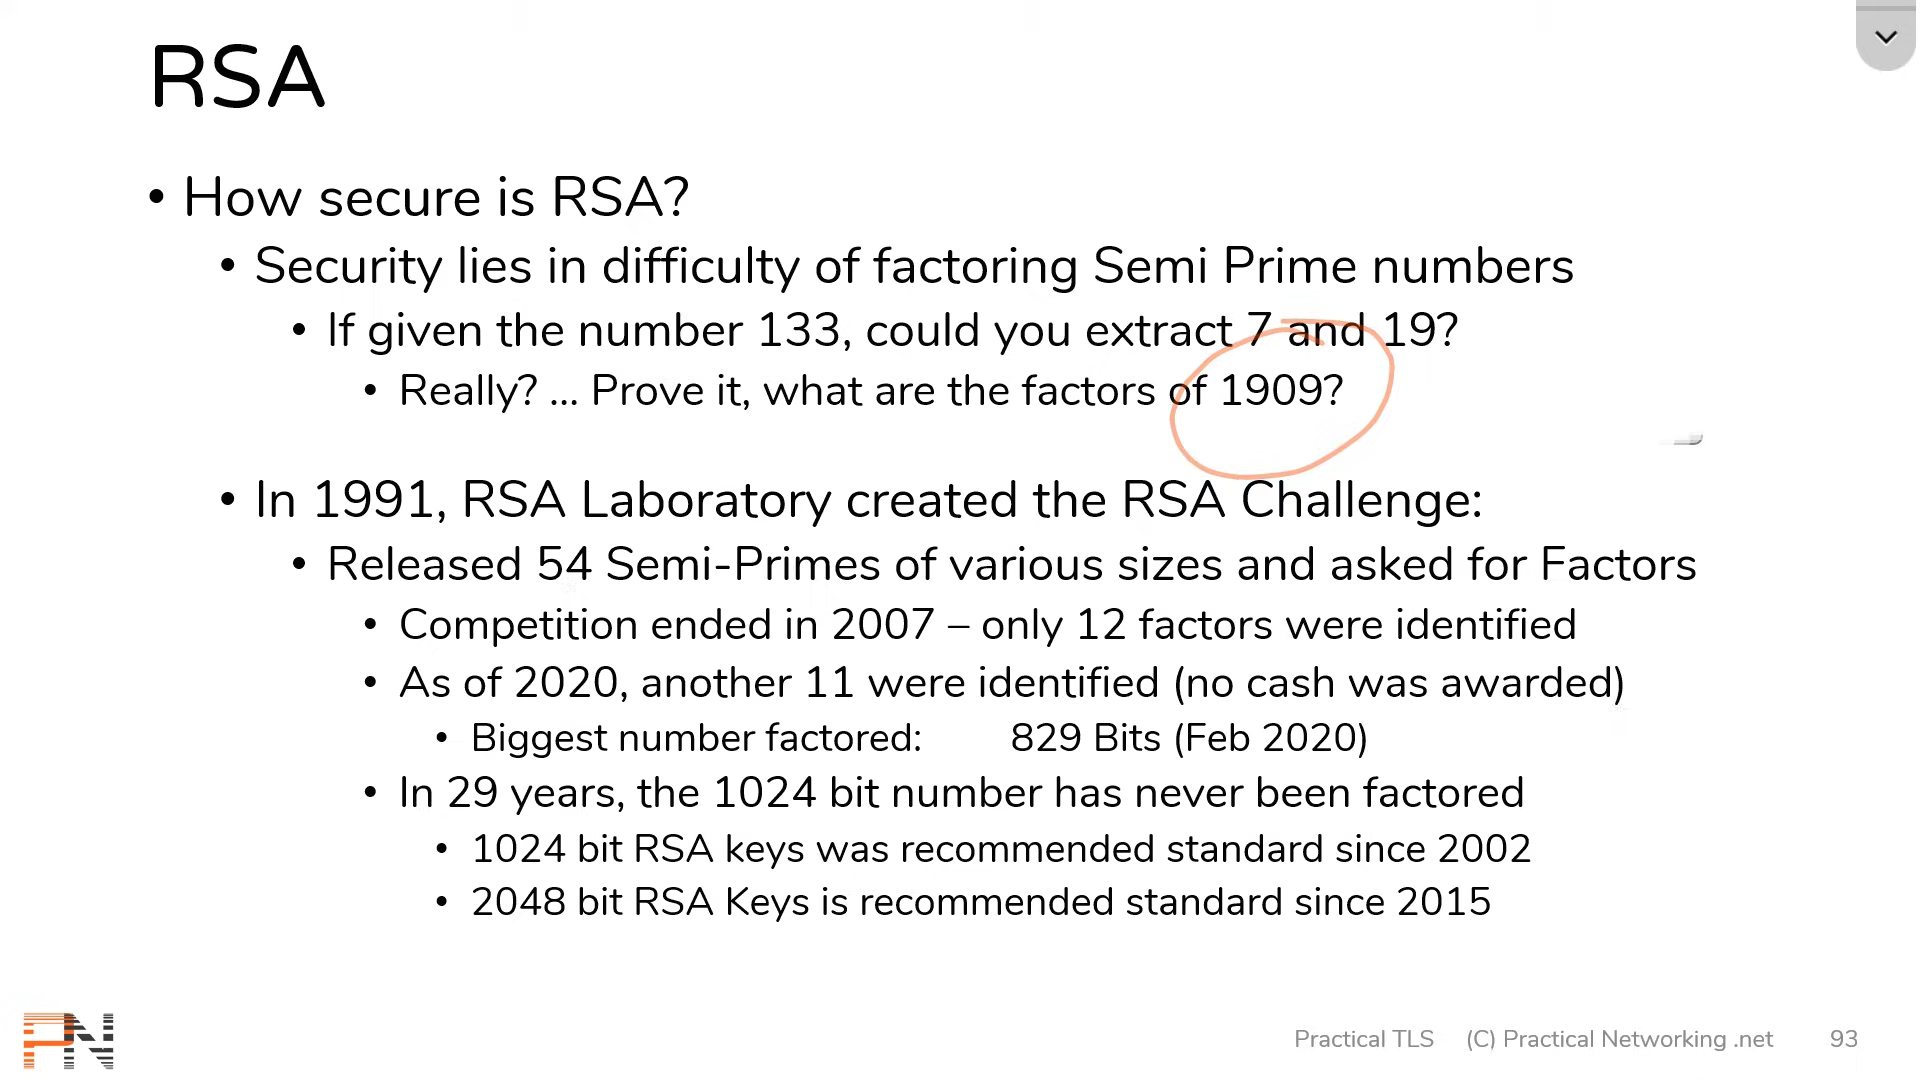 RSA
• How secure is RSA?
• Security lies in difficulty of factoring Semi Prime numbers
• If given the number 133, could you extract 7 and 19?
• Really? ... Prove it, what are the factors of 1909?
• In 1991, RSA Laboratory created the RSA Challenge:
• Released 54 Semi-Primes of various sizes and asked for Factors
• Competition ended in 2007 – only 12 factors were identified
• As of 2020, another 11 were identified (no cash was awarded)
• Biggest number factored: 829 Bits (Feb 2020)
• In 29 years, the 1024 bit number has never been factored
• 1024 bit RSA keys was recommended standard since 2002
• 2048 bit RSA Keys is recommended standard since 2015
PN
Practical TLS (C) Practical Networking .net 93